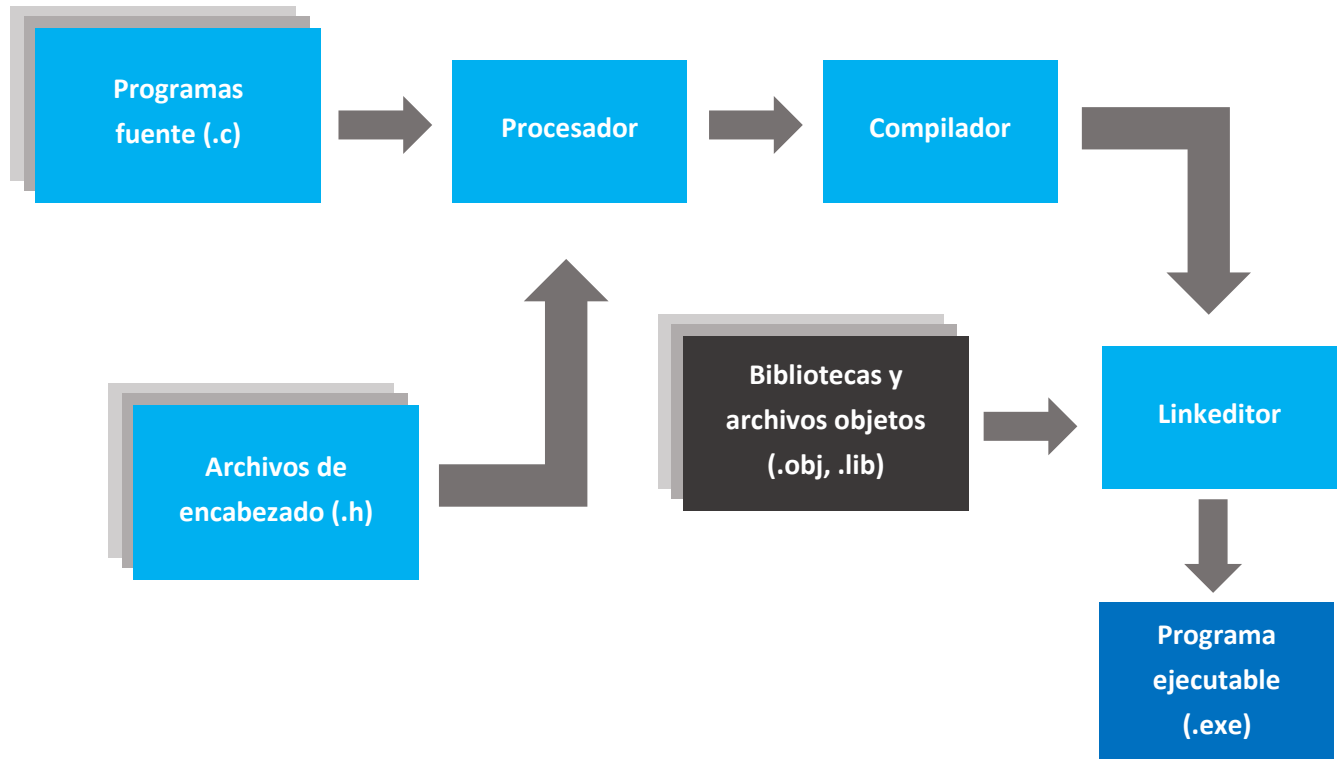 Programas
fuente (.c)
Procesador
Compilador
Archivos de
encabezado (.h)
Bibliotecas y
archivos objetos
(.obj, .lib)
Linkeditor
Programa
ejecutable
(.exe)